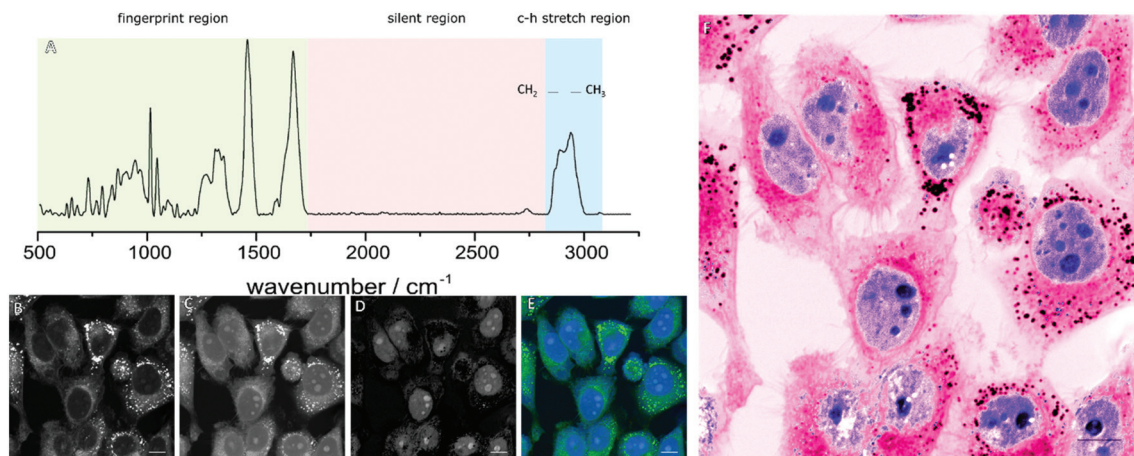 fingerprint region
silent region
c-h stretch region
A
CH₂
CH₃
500
1000
1500
2000
2500
3000
wavenumber / cm⁻¹
B
C
D
E
F